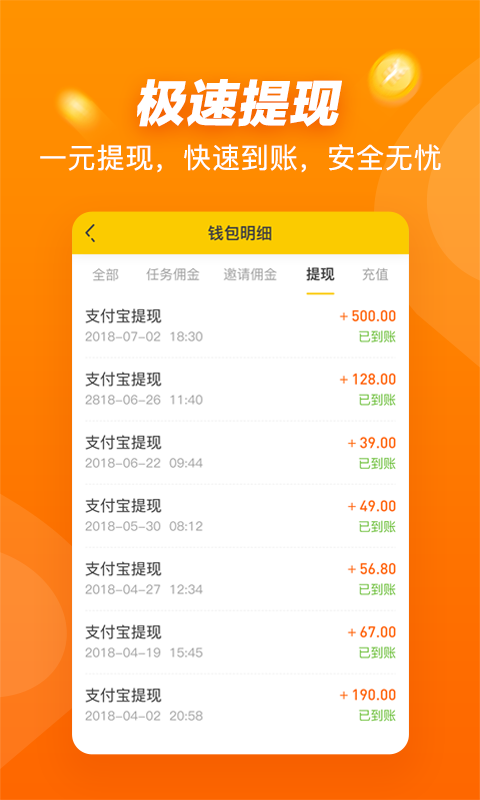 极速提现
一元提现，快速到账，安全无忧
钱包明细
全部 任务佣金 邀请佣金 提现 充值
支付宝提现 +500.00
2018-07-02 18:30 已到账
支付宝提现 +128.00
2818-06-26 11:40 已到账
支付宝提现 +39.00
2018-06-22 09:44 已到账
支付宝提现 +49.00
2018-05-30 08:12 已到账
支付宝提现 +56.80
2018-04-27 12:34 已到账
支付宝提现 +67.00
2018-04-19 15:45 已到账
支付宝提现 +190.00
2018-04-02 20:58 已到账